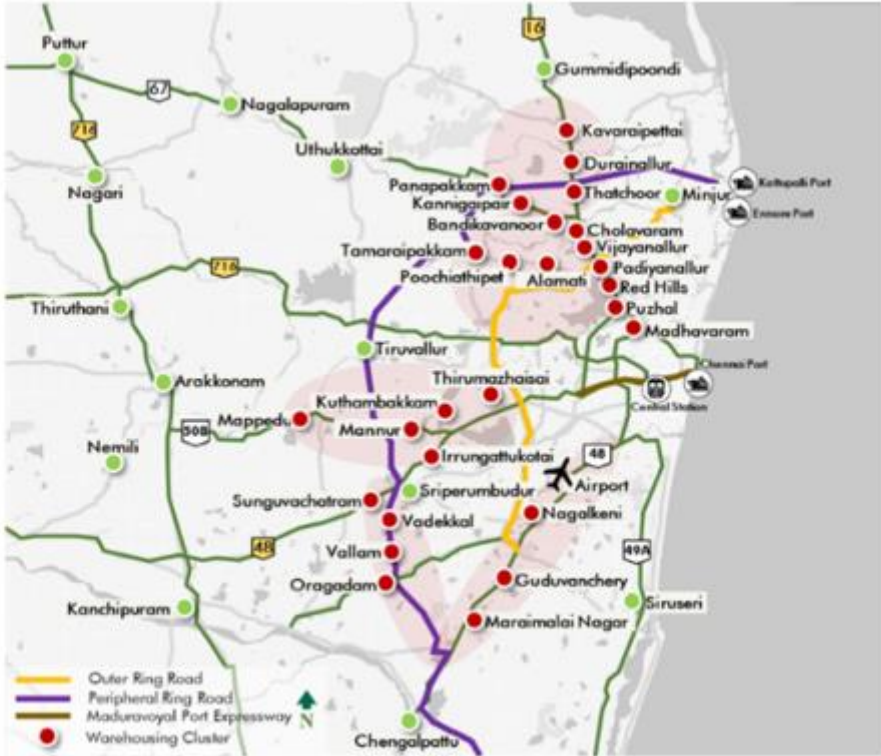 16
Puttur
Gummidipoondi
67
Nagalapuram
Kavaraipettai
716
Uthukkottai
Durainallur
Nagari
Panapakkam
Thatchoor
Minjur
Kattupalli Port
Kannigaipair
Ennore Port
Bandikavanoor
Cholavaram
Tamaraipakkam
Vijayanallur
716
Poochiathipet
Alamati
Padiyanallur
Red Hills
Thiruthani
Puzhal
Madhavaram
Tiruvallur
Chennai Port
Arakkonam
Thirumazhaisai
Kuthambakkam
Central Station
Mappedu
Mannur
50B
Nemili
Irrungattukotai
48
Airport
Sriperumbudur
Sunguvachatram
Nagalkeni
Vadekkal
48
Vallam
49A
Oragadam
Guduvanchery
Kanchipuram
Siruseri
Maraimalai Nagar
Outer Ring Road
Peripheral Ring Road
Maduravoyal Port Expressway
N
Warehousing Cluster
Chengalpattu